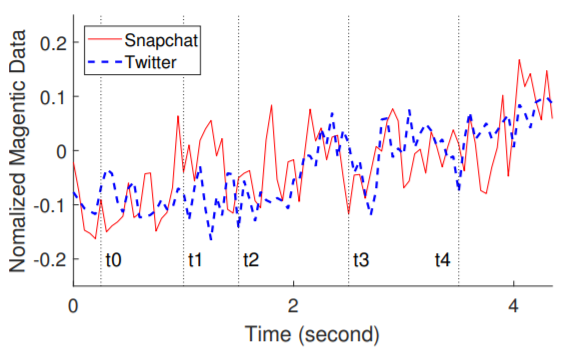 Nomalized Magentic Data
0.2
0.1
0
-0.1
-0.2
Snapchat
Twitter
t0
t1
t2
t3
t4
0
2
4
Time (second)